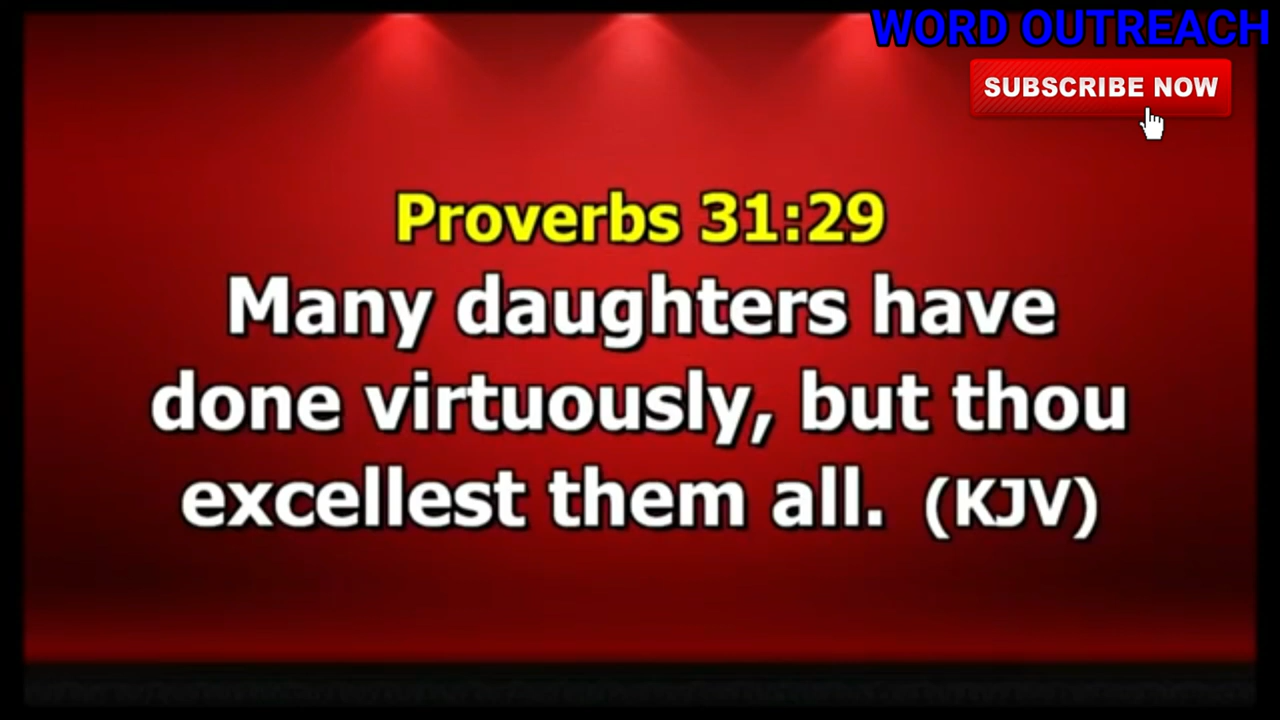 WORD OUTREACH
SUBSCRIBE NOW
Proverbs 31:29
Many daughters have
done virtuously, but thou
excellest them all. (KJV)